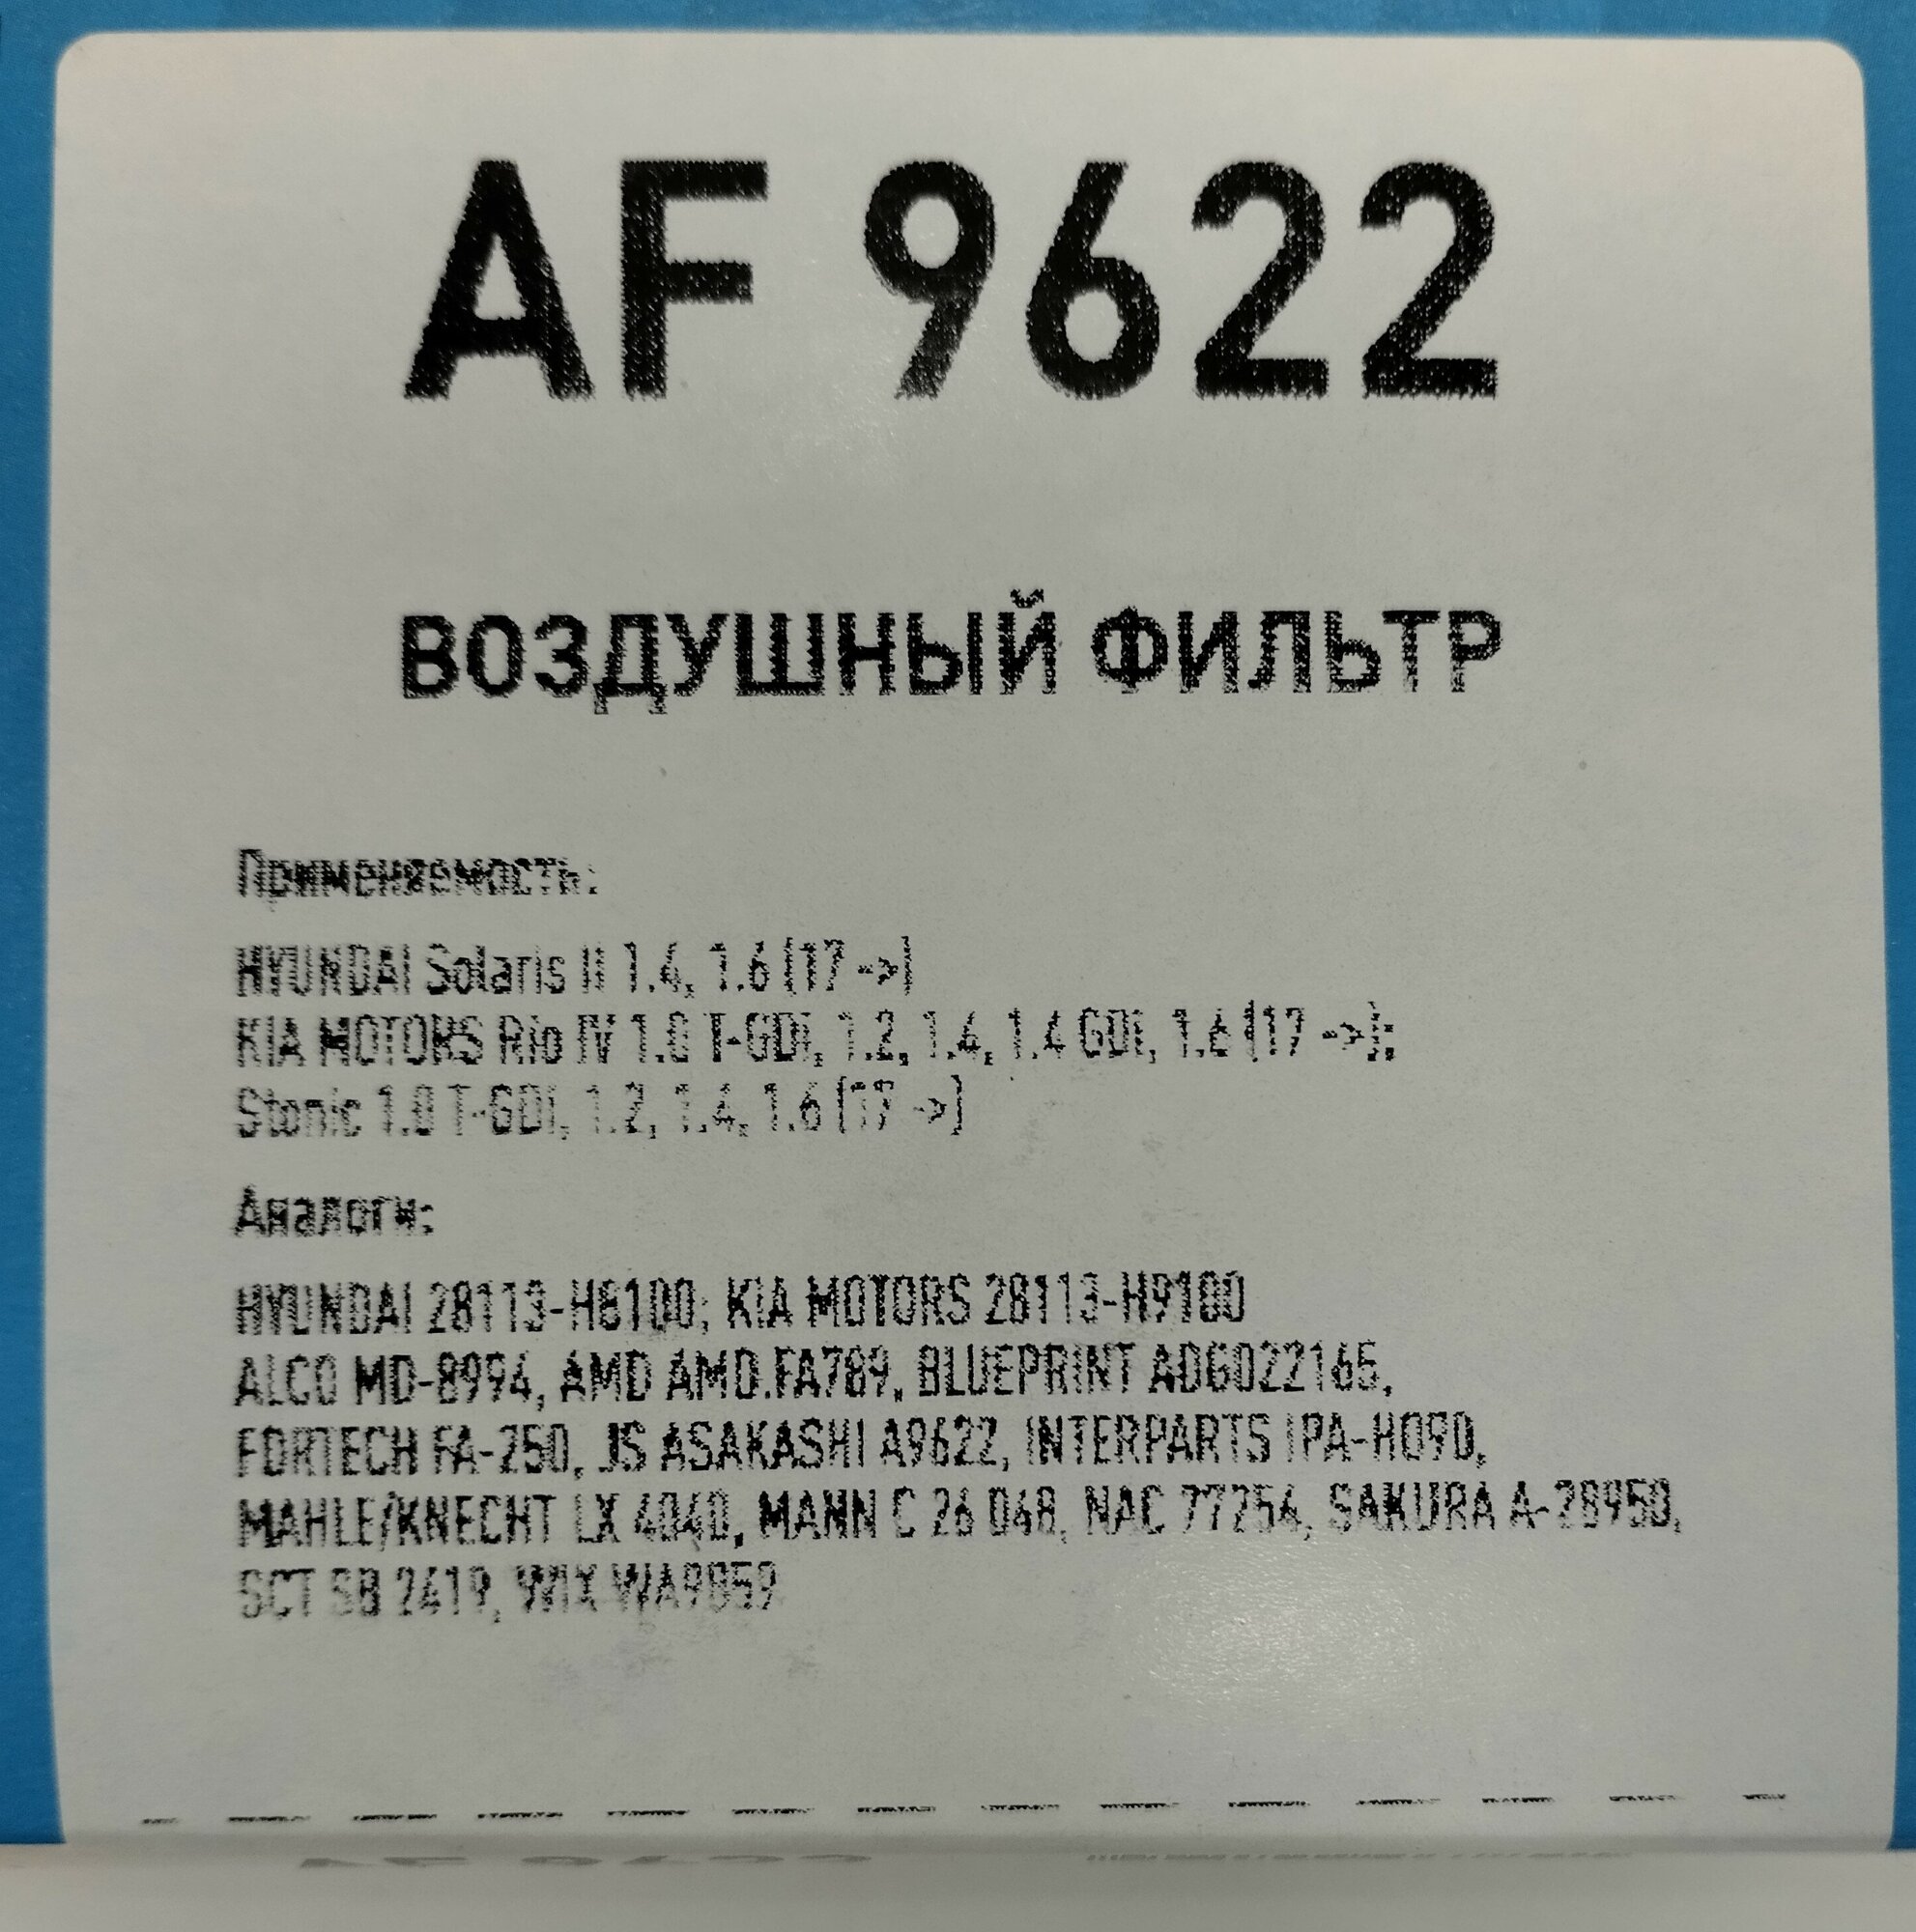 AF 9622
ВОЗДУШНЫЙ ФИЛЬТР
Применяемость:
HYUNDAI Solaris II 1.4, 1.6 [17 ->]
KIA MOTORS Rio IV 1.0 T-GDi, 1.2, 1.4, 1.4 GDi, 1.6 [17 ->];
Stonic 1.0 T-GDi, 1.2, 1.4, 1.6 [17 ->]
Аналоги:
HYUNDAI 28113-H8100; KIA MOTORS 28113-H9100
ALCO MD-8994, AMD AMD.FA789, BLUEPRINT ADG022165,
FORTECH FA-250, JS ASAKASHI A9622, INTERPARTS IPA-H090,
MAHLE/KNECHT LX 4040, MANN C 26 048, NAC 77254, SAKURA A-28950,
SCT SB 2419, WIX